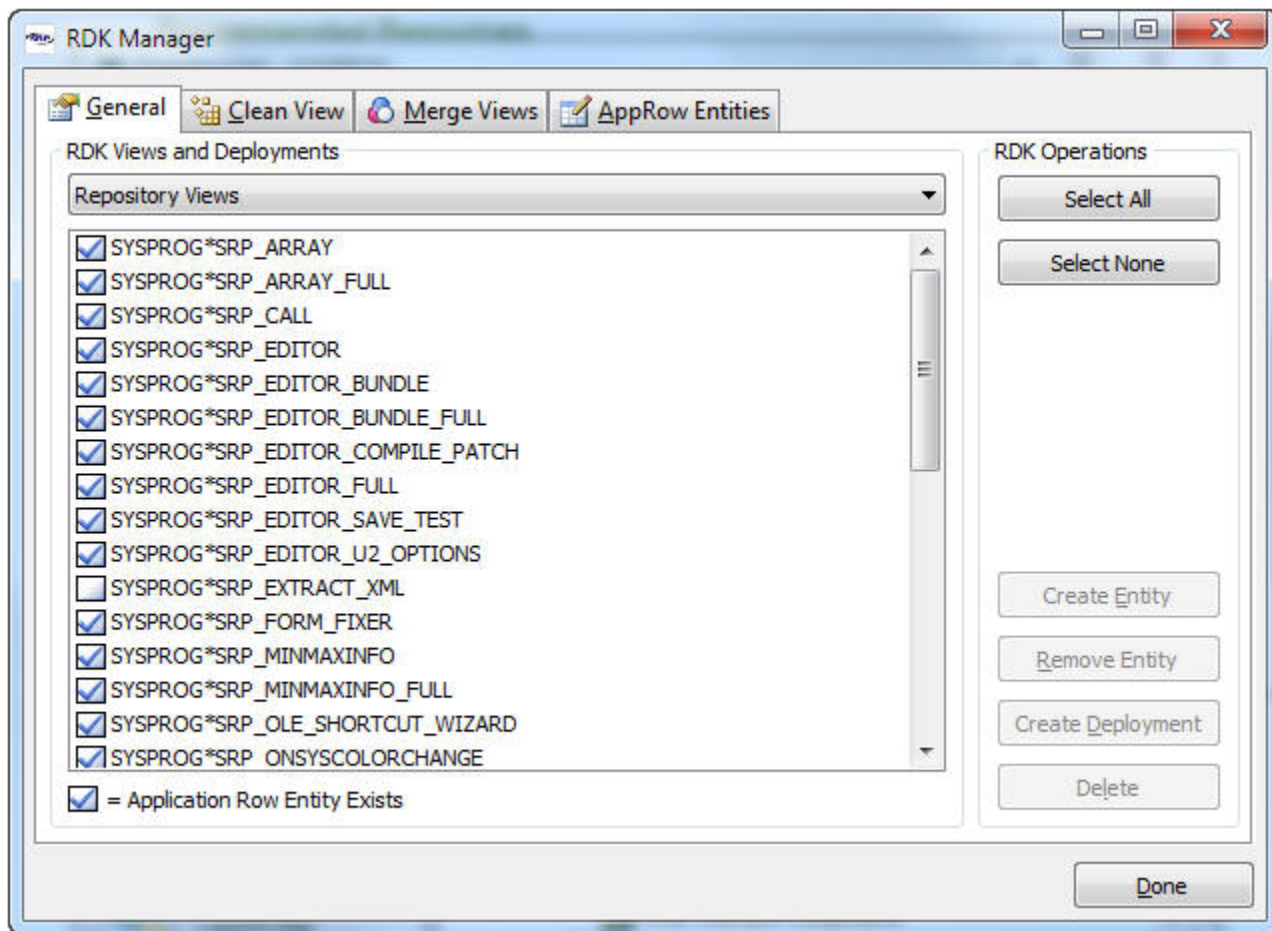 RDK Manager
General
Clean View
Merge Views
AppRow Entities
RDK Views and Deployments
Repository Views
SYSPROG*SRP_ARRAY
SYSPROG*SRP_ARRAY_FULL
SYSPROG*SRP_CALL
SYSPROG*SRP_EDITOR
SYSPROG*SRP_EDITOR_BUNDLE
SYSPROG*SRP_EDITOR_BUNDLE_FULL
SYSPROG*SRP_EDITOR_COMPILE_PATCH
SYSPROG*SRP_EDITOR_FULL
SYSPROG*SRP_EDITOR_SAVE_TEST
SYSPROG*SRP_EDITOR_U2_OPTIONS
SYSPROG*SRP_EXTRACT_XML
SYSPROG*SRP_FORM_FIXER
SYSPROG*SRP_MINMAXINFO
SYSPROG*SRP_MINMAXINFO_FULL
SYSPROG*SRP_OLE_SHORTCUT_WIZARD
SYSPROG*SRP_ONSYSCOLORCHANGE
= Application Row Entity Exists
RDK Operations
Select All
Select None
Create Entity
Remove Entity
Create Deployment
Delete
Done